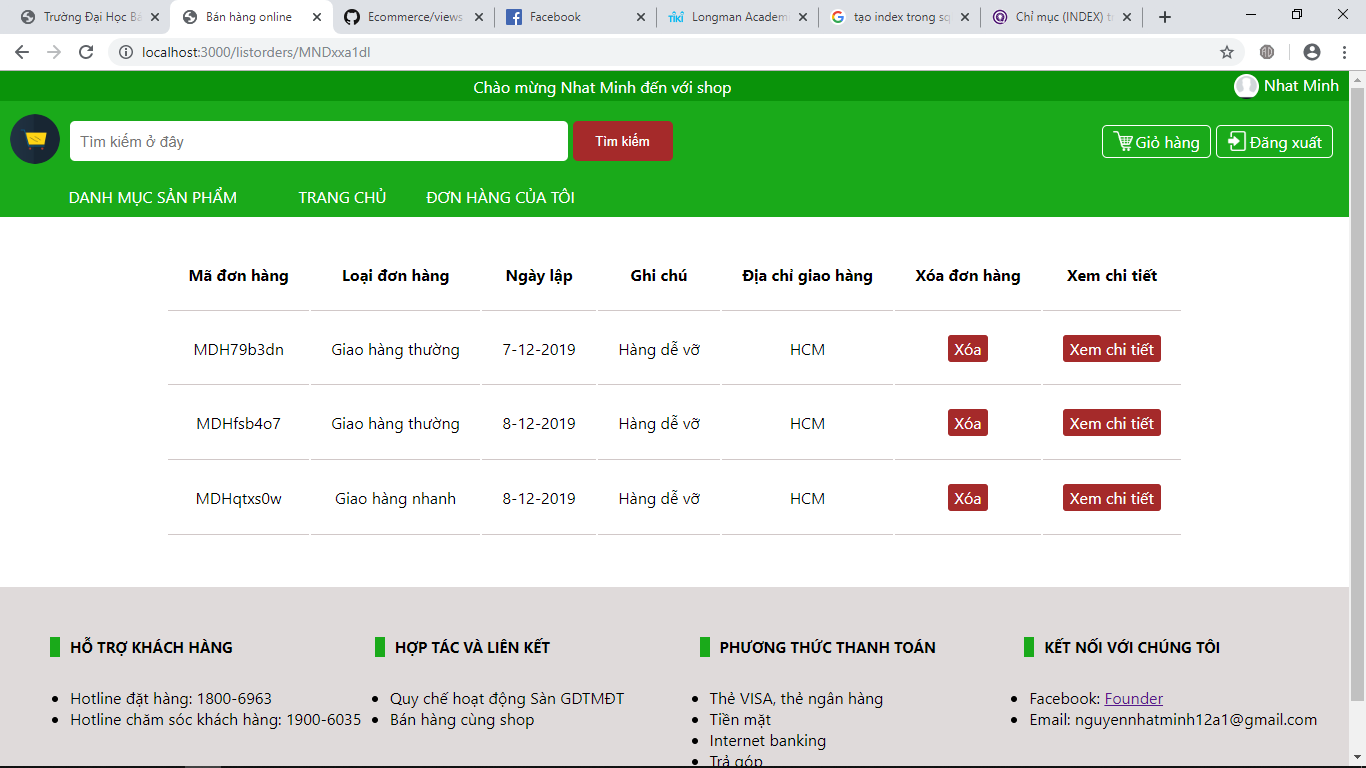 Trường Đại Học Bá
Bán hàng online
Ecommerce/views
Facebook
TIKI Longman Academ
G tạo index trong sq
Chỉ mục (INDEX) tr
localhost:3000/listorders/MNDxxa1dl
Chào mừng Nhat Minh đến với shop
Nhat Minh
Tìm kiếm ở đây
Tìm kiếm
Giỏ hàng
Đăng xuất
DANH MỤC SẢN PHẨM
TRANG CHỦ
ĐƠN HÀNG CỦA TÔI
Mã đơn hàng Loại đơn hàng Ngày lập Ghi chú Địa chỉ giao hàng Xóa đơn hàng Xem chi tiết
MDH79b3dn Giao hàng thường 7-12-2019 Hàng dễ vỡ HCM Xóa Xem chi tiết
MDHfsb4o7 Giao hàng thường 8-12-2019 Hàng dễ vỡ HCM Xóa Xem chi tiết
MDHqtxs0w Giao hàng nhanh 8-12-2019 Hàng dễ vỡ HCM Xóa Xem chi tiết
HỖ TRỢ KHÁCH HÀNG
Hotline đặt hàng: 1800-6963
Hotline chăm sóc khách hàng: 1900-6035
HỢP TÁC VÀ LIÊN KẾT
Quy chế hoạt động Sàn GDTMĐT
Bán hàng cùng shop
PHƯƠNG THỨC THANH TOÁN
Thẻ VISA, thẻ ngân hàng
Tiền mặt
Internet banking
Trả góp
KẾT NỐI VỚI CHÚNG TÔI
Facebook: Founder
Email: nguyennhatminh12a1@gmail.com